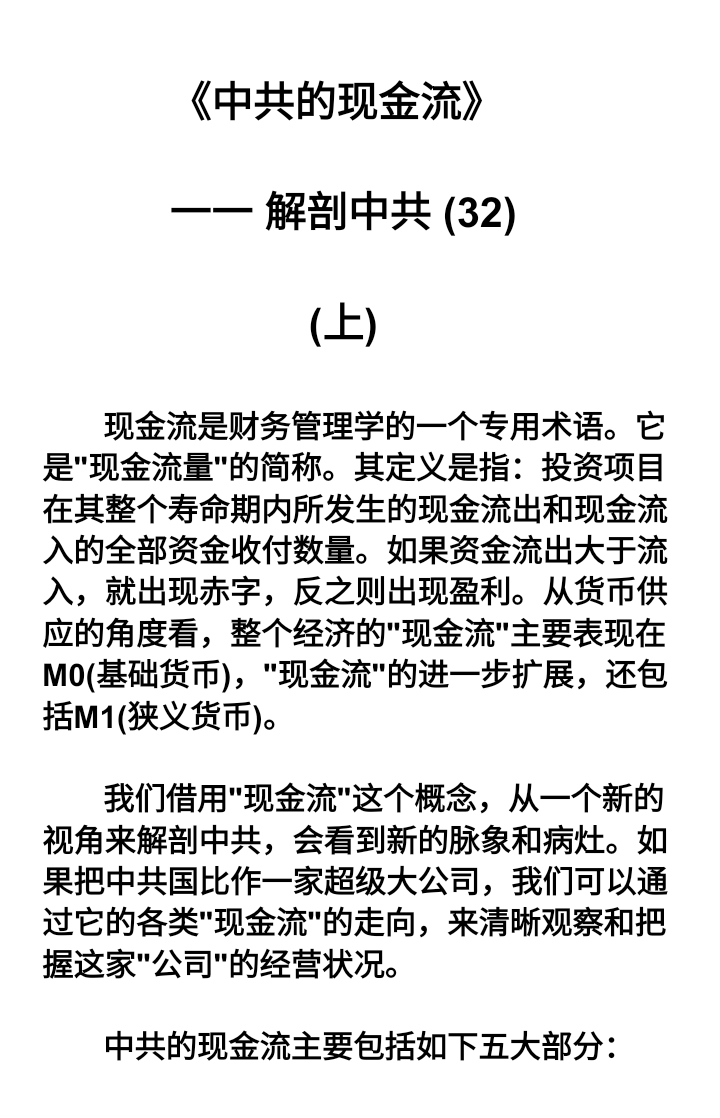 《中共的现金流》
一一 解剖中共 (32)
(上)
现金流是财务管理学的一个专用术语。它
是"现金流量"的简称。其定义是指：投资项目
在其整个寿命期内所发生的现金流出和现金流
入的全部资金收付数量。如果资金流出大于流
入，就出现赤字，反之则出现盈利。从货币供
应的角度看，整个经济的"现金流"主要表现在
M0(基础货币)，"现金流"的进一步扩展，还包
括M1(狭义货币)。
我们借用"现金流"这个概念，从一个新的
视角来解剖中共，会看到新的脉象和病灶。如
果把中共国比作一家超级大公司，我们可以通
过它的各类"现金流"的走向，来清晰观察和把
握这家"公司"的经营状况。
中共的现金流主要包括如下五大部分：